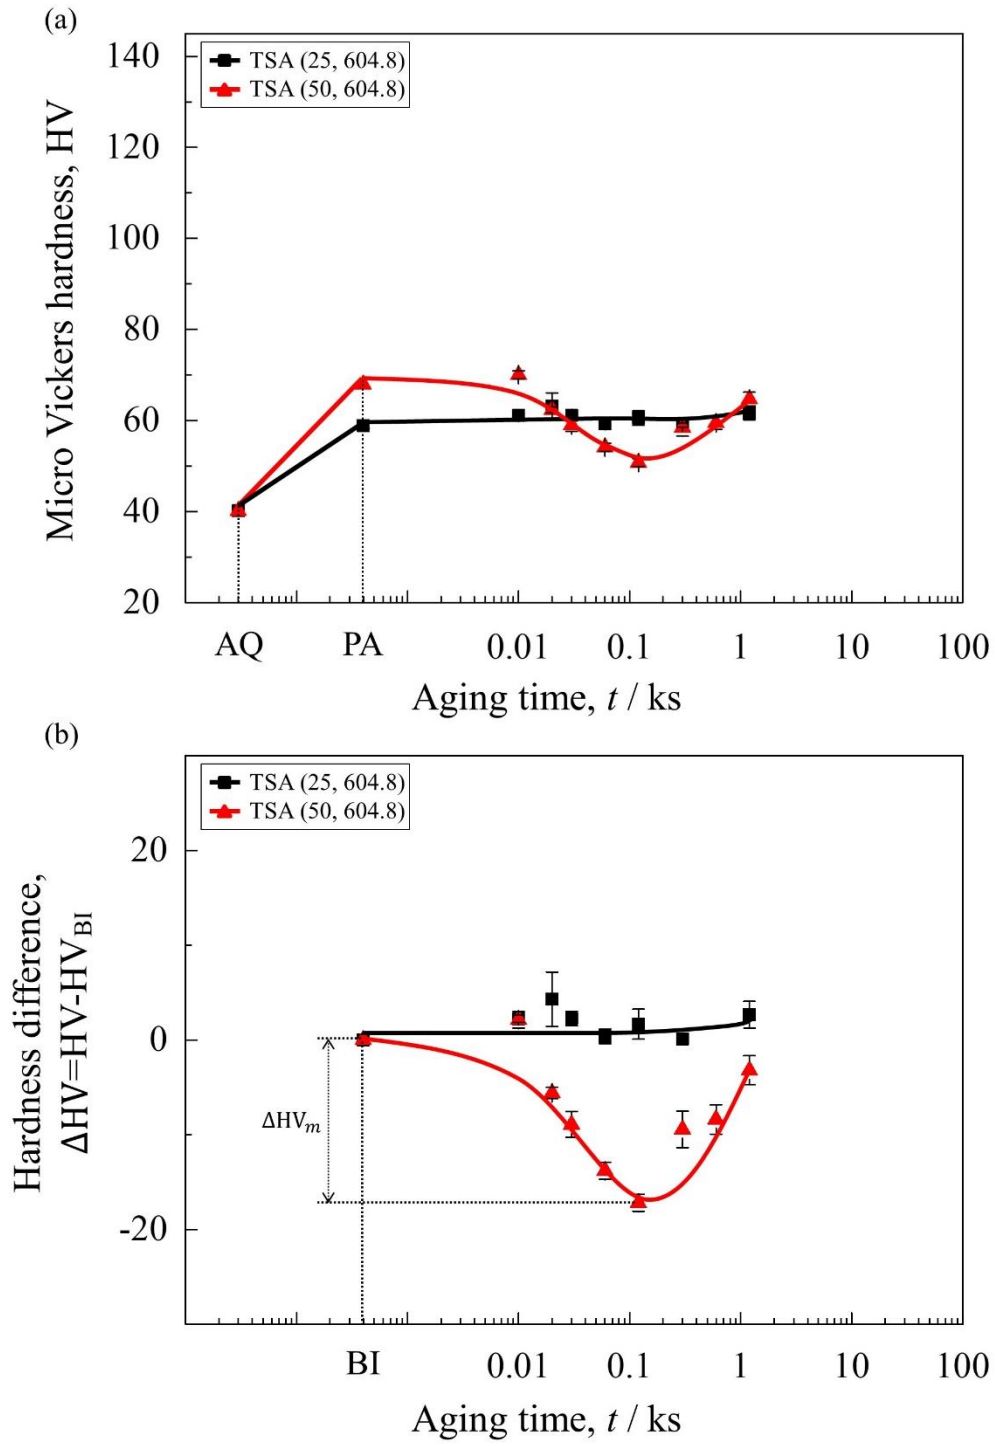 (a)
TSA (25, 604.8)
TSA (50, 604.8)
Micro Vickers hardness, HV
140
120
100
80
60
40
20
AQ PA 0.01 0.1 1 10 100
Aging time, t / ks
(b)
TSA (25, 604.8)
TSA (50, 604.8)
Hardness difference,
ΔHV=HV-HV_BI
20
0
-20
ΔHV_m
BI 0.01 0.1 1 10 100
Aging time, t / ks